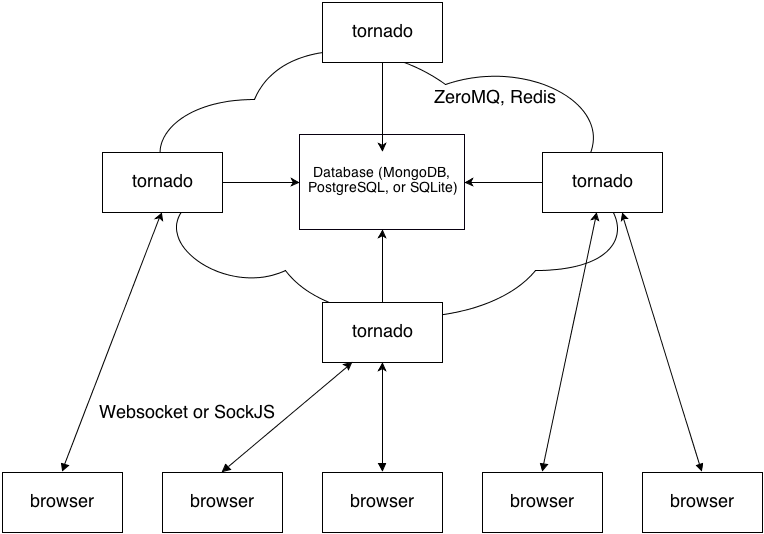 tornado
ZeroMQ, Redis
tornado
Database (MongoDB,
PostgreSQL, or SQLite)
tornado
tornado
Websocket or SockJS
browser
browser
browser
browser
browser